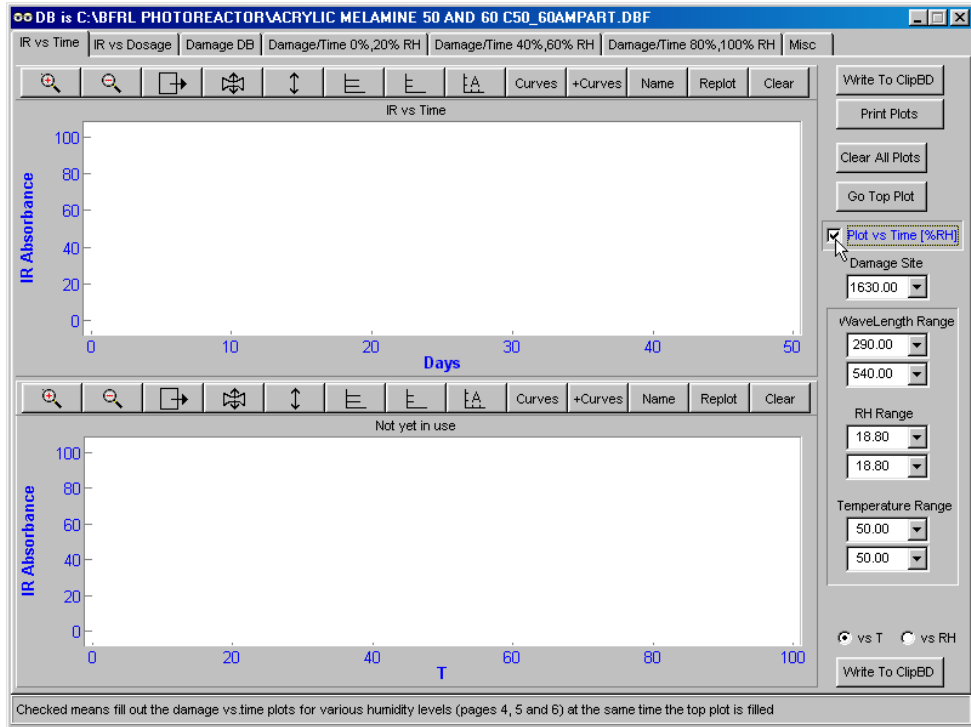 DB is C:\BFRL PHOTOREACTOR\ACRYLIC MELAMINE 50 AND 60 C50_60AMPART.DBF
IR vs Time IR vs Dosage Damage DB Damage/Time 0%,20% RH Damage/Time 40%,60% RH Damage/Time 80%,100% RH Misc
A Curves +Curves Name Replot Clear
IR vs Time
IR Absorbance
100
80
60
40
20
0
0 10 20 30 40 50
Days
A Curves +Curves Name Replot Clear
Not yet in use
IR Absorbance
100
80
60
40
20
0
0 20 40 60 80 100
T
Write To ClipBD
Print Plots
Clear All Plots
Go Top Plot
Plot vs Time [%RH]
Damage Site
1630.00
WaveLength Range
290.00
540.00
RH Range
18.80
18.80
Temperature Range
50.00
50.00
vs T vs RH
Write To ClipBD
Checked means fill out the damage vs.time plots for various humidity levels (pages 4, 5 and 6) at the same time the top plot is filled